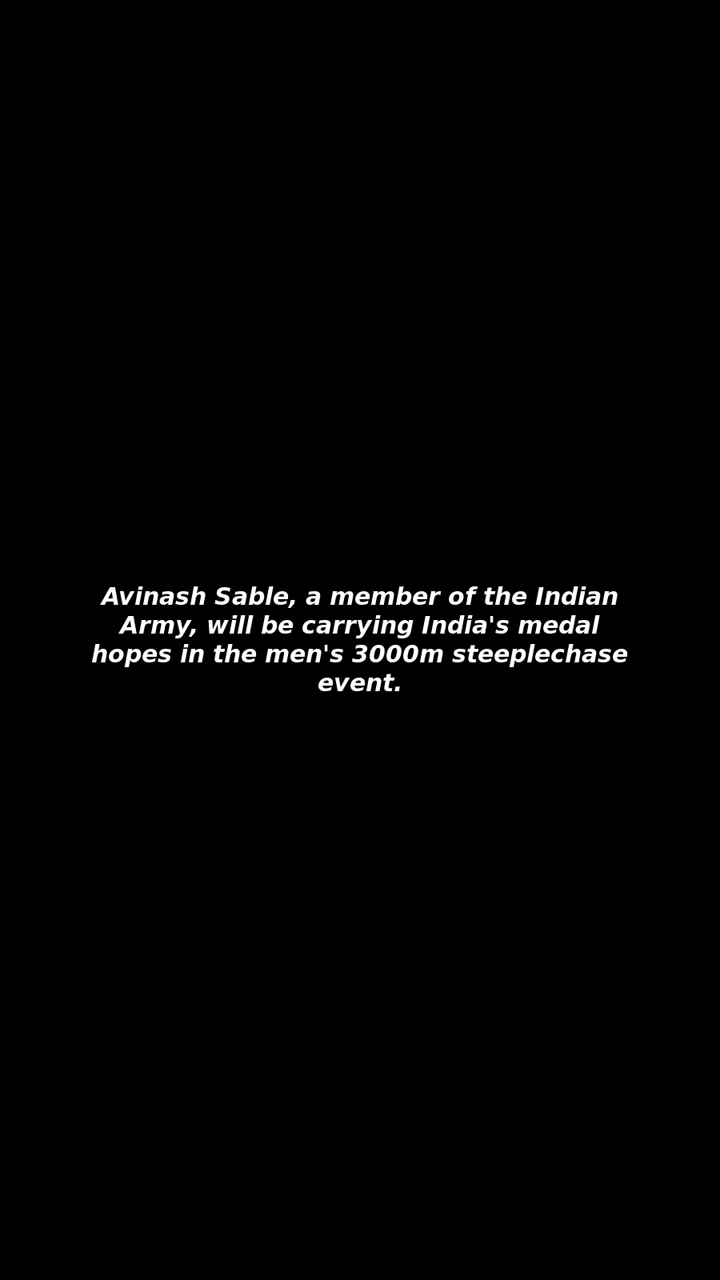 Avinash Sable, a member of the Indian
Army, will be carrying India's medal
hopes in the men's 3000m steeplechase
event.